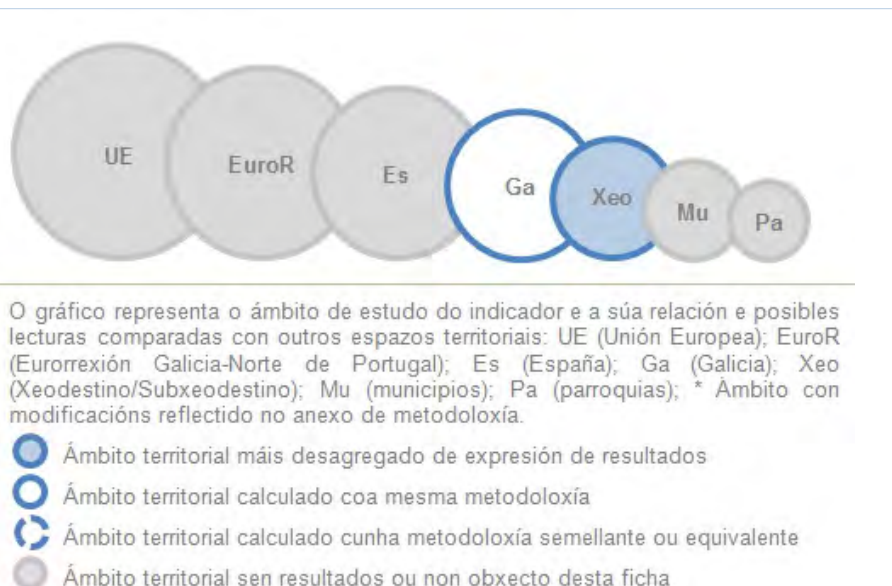 UE
EuroR
Es
Ga
Xeo
Mu
Pa
O gráfico representa o ámbito de estudo do indicador e a súa relación e posibles
lecturas comparadas con outros espazos territoriais: UE (Unión Europea); EuroR
(Eurorrexión Galicia-Norte de Portugal); Es (España); Ga (Galicia); Xeo
(Xeodestino/Subxeodestino); Mu (municipios); Pa (parroquias); * Ámbito con
modificacións reflectido no anexo de metodoloxía.
Ámbito territorial máis desagregado de expresión de resultados
Ámbito territorial calculado coa mesma metodoloxía
Ámbito territorial calculado cunha metodoloxía semellante ou equivalente
Ámbito territorial sen resultados ou non obxecto desta ficha